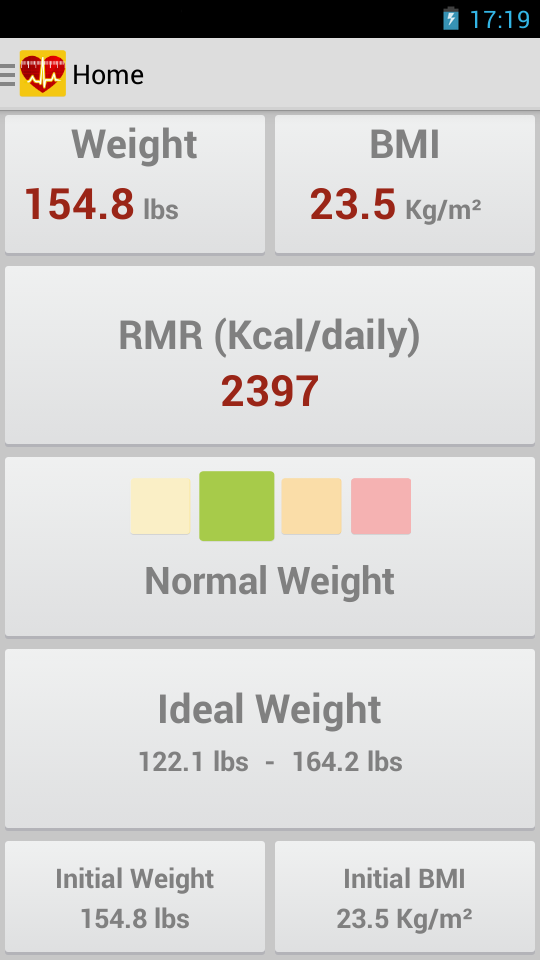 17:19
Home
Weight
154.8 lbs
BMI
23.5 Kg/m²
RMR (Kcal/daily)
2397
Normal Weight
Ideal Weight
122.1 lbs - 164.2 lbs
Initial Weight
154.8 lbs
Initial BMI
23.5 Kg/m²